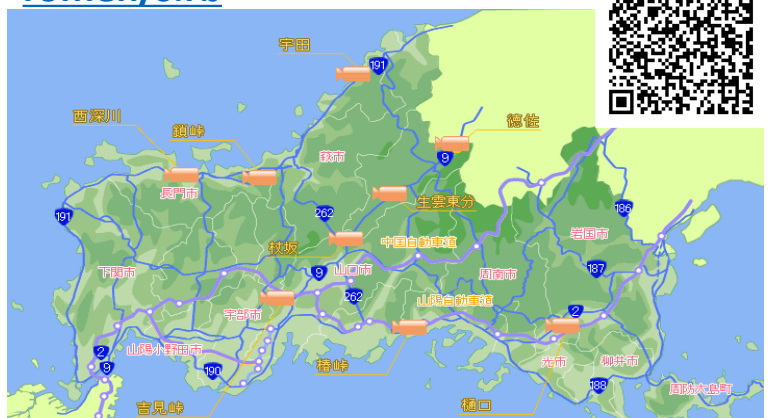 宇田
191
西深川
鎖峠
徳佐
9
萩市
長門市
生雲東分
191
262
186
岩国市
中国自動車道
杖坂
下関市
9
山口市
周南市
187
262
山陽自動車道
宇部市
2
2
山陽小野田市
9
190
椿峠
光市
柳井市
188
周防大島町
吉見峠
樋口